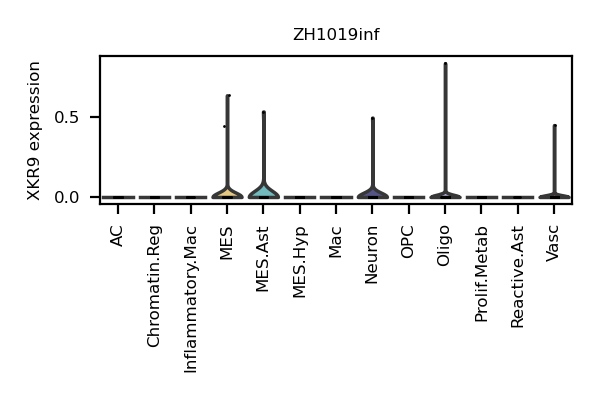 ZH1019inf
XKR9 expression
0.5
0.0
AC
Chromatin.Reg
Inflammatory.Mac
MES
MES.Ast
MES.Hyp
Mac
Neuron
OPC
Oligo
Prolif.Metab
Reactive.Ast
Vasc